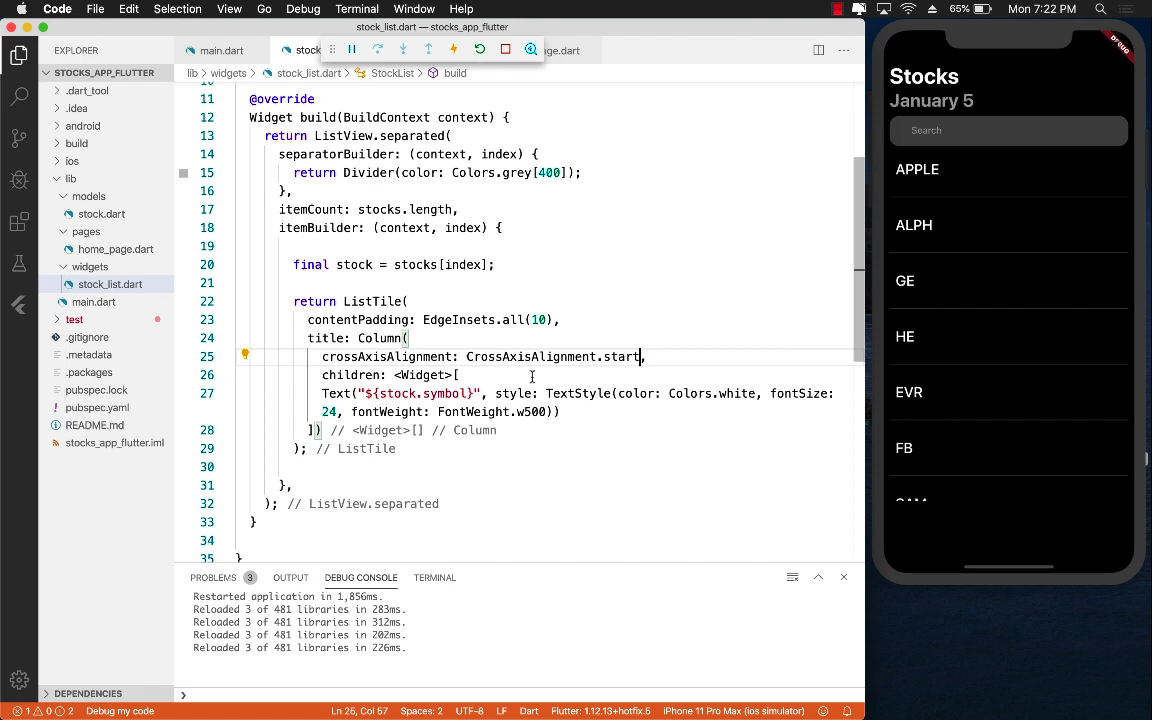 Code File Edit Selection View Go Debug Terminal Window Help 65% Mon 7:22 PM
stock_list.dart — stocks_app_flutter
EXPLORER
main.dart stock age.dart
STOCKS_APP_FLUTTER
lib › widgets › stock_list.dart › StockList › build
.dart_tool
.idea
android
build
ios
lib
models
stock.dart
pages
home_page.dart
widgets
stock_list.dart
main.dart
test
.gitignore
.metadata
.packages
pubspec.lock
pubspec.yaml
README.md
stocks_app_flutter.iml
DEPENDENCIES
11 @override
12 Widget build(BuildContext context) {
13 return ListView.separated(
14 separatorBuilder: (context, index) {
15 return Divider(color: Colors.grey[400]);
16 },
17 itemCount: stocks.length,
18 itemBuilder: (context, index) {
19
20 final stock = stocks[index];
21
22 return ListTile(
23 contentPadding: EdgeInsets.all(10),
24 title: Column(
25 crossAxisAlignment: CrossAxisAlignment.start,
26 children: <Widget>[
27 Text("${stock.symbol}", style: TextStyle(color: Colors.white, fontSize:
24, fontWeight: FontWeight.w500))
28 ]) // <Widget>[] // Column
29 ); // ListTile
30
31 },
32 ); // ListView.separated
33 }
34
35 }
PROBLEMS 3 OUTPUT DEBUG CONSOLE TERMINAL
Restarted application in 1,856ms.
Reloaded 3 of 481 libraries in 283ms.
Reloaded 3 of 481 libraries in 312ms.
Reloaded 3 of 481 libraries in 202ms.
Reloaded 3 of 481 libraries in 226ms.
1 0 2 Debug my code Ln 25, Col 57 Spaces: 2 UTF-8 LF Dart Flutter: 1.12.13+hotfix.5 iPhone 11 Pro Max (ios simulator)
DEBUG
Stocks
January 5
Search
APPLE
ALPH
GE
HE
EVR
FB